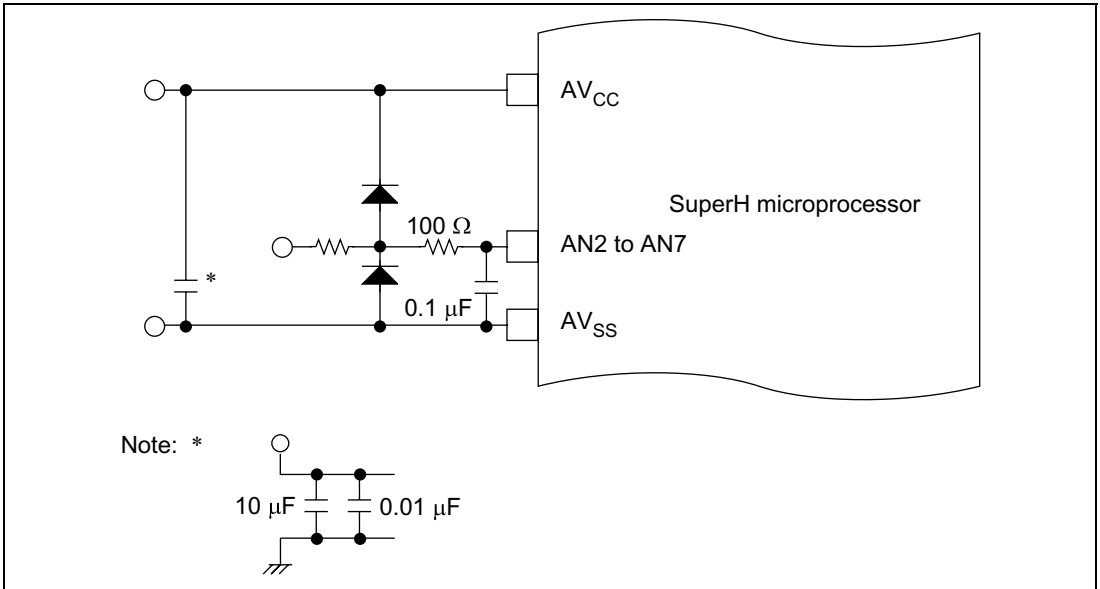 AVCC
SuperH microprocessor
100 Ω
AN2 to AN7
*
0.1 μF
AVSS
Note: *
10 μF
0.01 μF